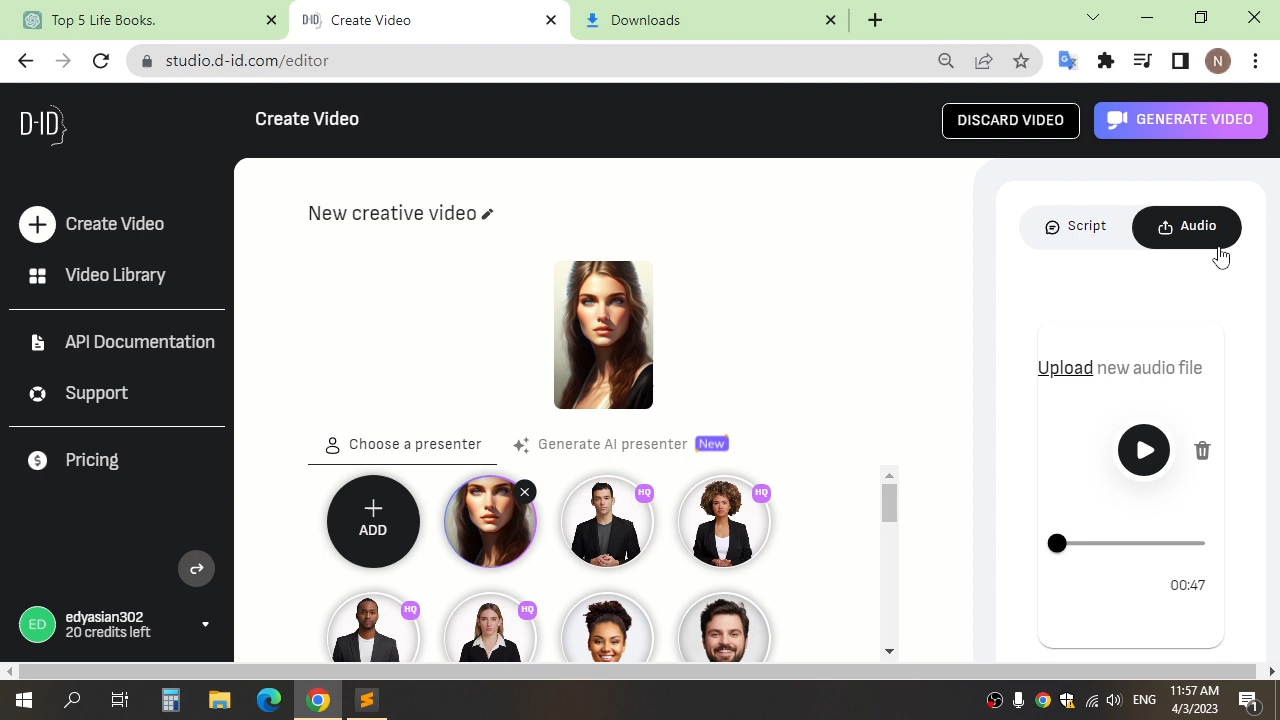 Top 5 Life Books.
D-ID Create Video
Downloads
studio.d-id.com/editor
N
D-ID
Create Video
DISCARD VIDEO
GENERATE VIDEO
Create Video
Video Library
API Documentation
Support
Pricing
ED
edyasian302
20 credits left
New creative video
Script
Audio
Upload new audio file
00:47
Choose a presenter
Generate AI presenter
New
ADD
HQ
HQ
HQ
HQ
ENG
11:57 AM
4/3/2023
1